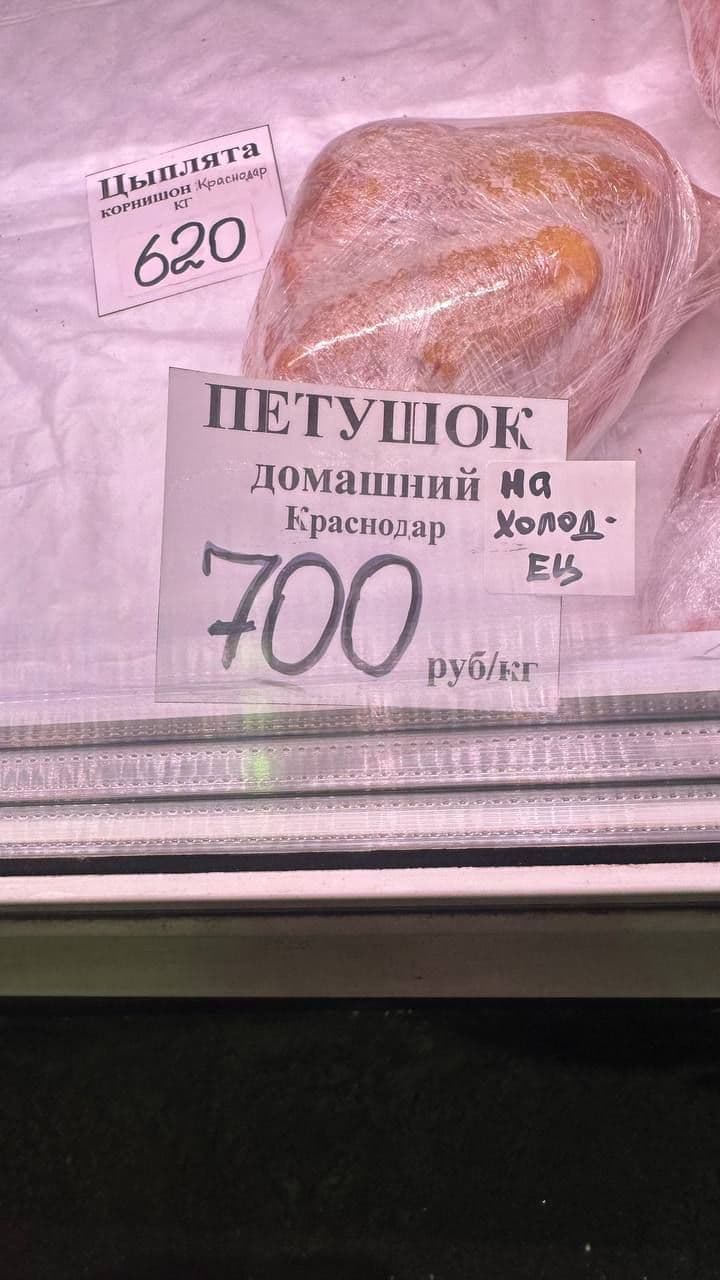 Цыплята
корнишон Краснодар
кг
620
ПЕТУШОК
домашний
Краснодар
700
руб/кг
на
холод-
ец